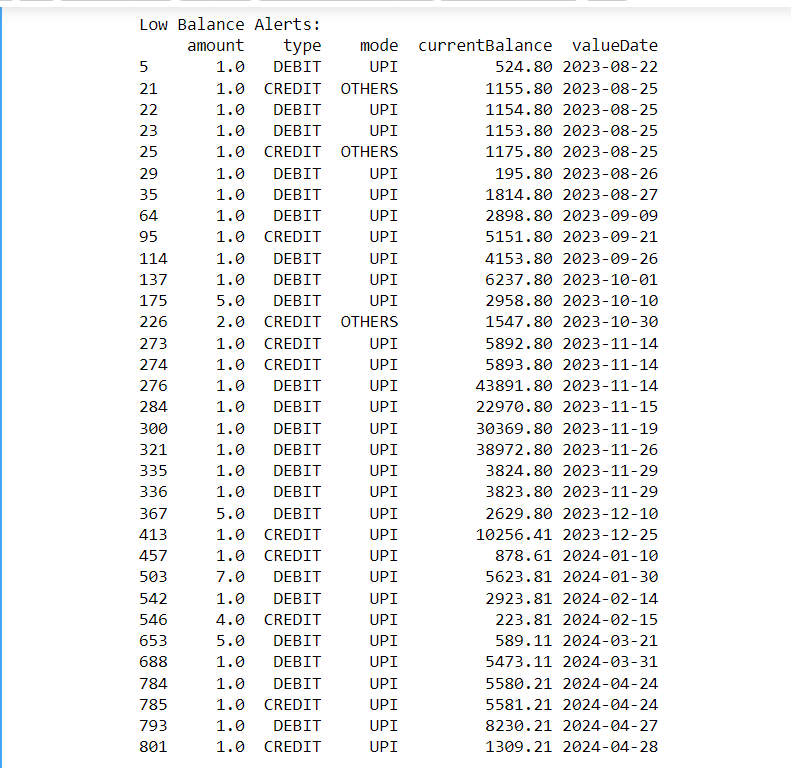 Low Balance Alerts:
amount type mode currentBalance valueDate
5 1.0 DEBIT UPI 524.80 2023-08-22
21 1.0 CREDIT OTHERS 1155.80 2023-08-25
22 1.0 DEBIT UPI 1154.80 2023-08-25
23 1.0 DEBIT UPI 1153.80 2023-08-25
25 1.0 CREDIT OTHERS 1175.80 2023-08-25
29 1.0 DEBIT UPI 195.80 2023-08-26
35 1.0 DEBIT UPI 1814.80 2023-08-27
64 1.0 DEBIT UPI 2898.80 2023-09-09
95 1.0 CREDIT UPI 5151.80 2023-09-21
114 1.0 DEBIT UPI 4153.80 2023-09-26
137 1.0 DEBIT UPI 6237.80 2023-10-01
175 5.0 DEBIT UPI 2958.80 2023-10-10
226 2.0 CREDIT OTHERS 1547.80 2023-10-30
273 1.0 CREDIT UPI 5892.80 2023-11-14
274 1.0 CREDIT UPI 5893.80 2023-11-14
276 1.0 DEBIT UPI 43891.80 2023-11-14
284 1.0 DEBIT UPI 22970.80 2023-11-15
300 1.0 DEBIT UPI 30369.80 2023-11-19
321 1.0 DEBIT UPI 38972.80 2023-11-26
335 1.0 DEBIT UPI 3824.80 2023-11-29
336 1.0 DEBIT UPI 3823.80 2023-11-29
367 5.0 DEBIT UPI 2629.80 2023-12-10
413 1.0 CREDIT UPI 10256.41 2023-12-25
457 1.0 CREDIT UPI 878.61 2024-01-10
503 7.0 DEBIT UPI 5623.81 2024-01-30
542 1.0 DEBIT UPI 2923.81 2024-02-14
546 4.0 CREDIT UPI 223.81 2024-02-15
653 5.0 DEBIT UPI 589.11 2024-03-21
688 1.0 DEBIT UPI 5473.11 2024-03-31
784 1.0 DEBIT UPI 5580.21 2024-04-24
785 1.0 CREDIT UPI 5581.21 2024-04-24
793 1.0 DEBIT UPI 8230.21 2024-04-27
801 1.0 CREDIT UPI 1309.21 2024-04-28